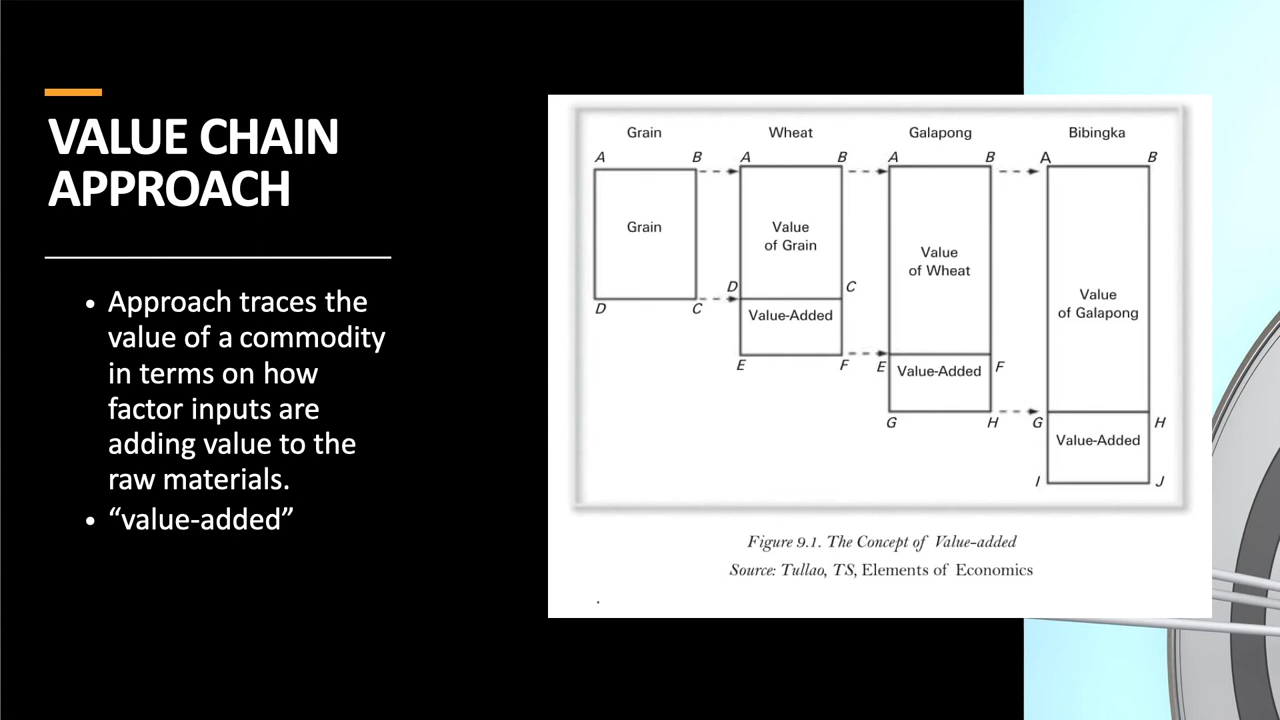 VALUE CHAIN
APPROACH
• Approach traces the
value of a commodity
in terms on how
factor inputs are
adding value to the
raw materials.
• “value-added”
Grain Wheat Galapong Bibingka
A B A B A B A B
Grain
Value
of Grain
Value
of Wheat
Value
of Galapong
D C
D C
Value-Added
E F
E F
Value-Added
G H
G H
Value-Added
I J
Figure 9.1. The Concept of Value-added
Source: Tullao, TS, Elements of Economics
.